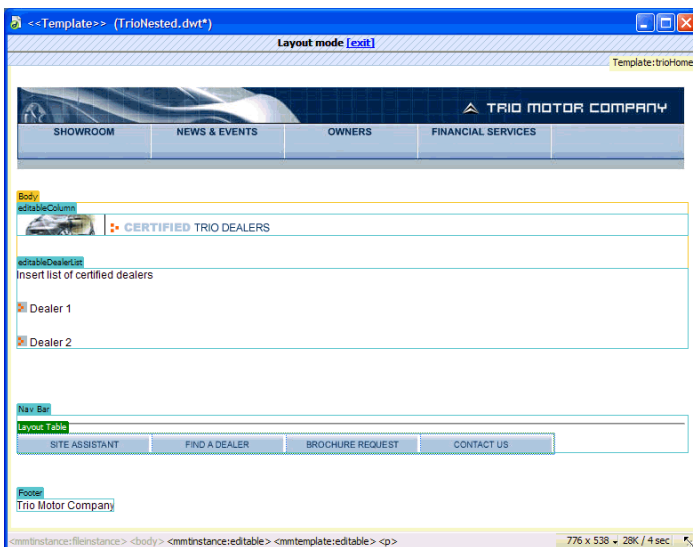 <<Template>> (TrioNested.dwt*)
Layout mode [exit]
Template:trioHome
TRIO MOTOR COMPANY
SHOWROOM NEWS & EVENTS OWNERS FINANCIAL SERVICES
Body
editableColumn
CERTIFIED TRIO DEALERS
editableDealerList
Insert list of certified dealers
Dealer 1
Dealer 2
Nav Bar
Layout Table
SITE ASSISTANT FIND A DEALER BROCHURE REQUEST CONTACT US
Footer
Trio Motor Company
<mmtinstance:fileinstance> <body> <mmtinstance:editable> <mmtemplate:editable> <p> 776 x 538 28K / 4 sec